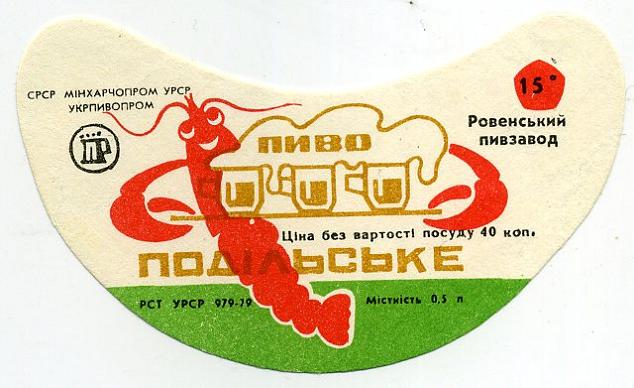 СРСР МІНХАРЧОПРОМ УРСР
УКРПИВОПРОМ
ПР
15°
Ровенський
пивзавод
ПИВО
Ціна без вартості посуду 40 коп.
ПОДІЛЬСЬКЕ
РСТ УРСР 979-79
Місткість 0,5 л